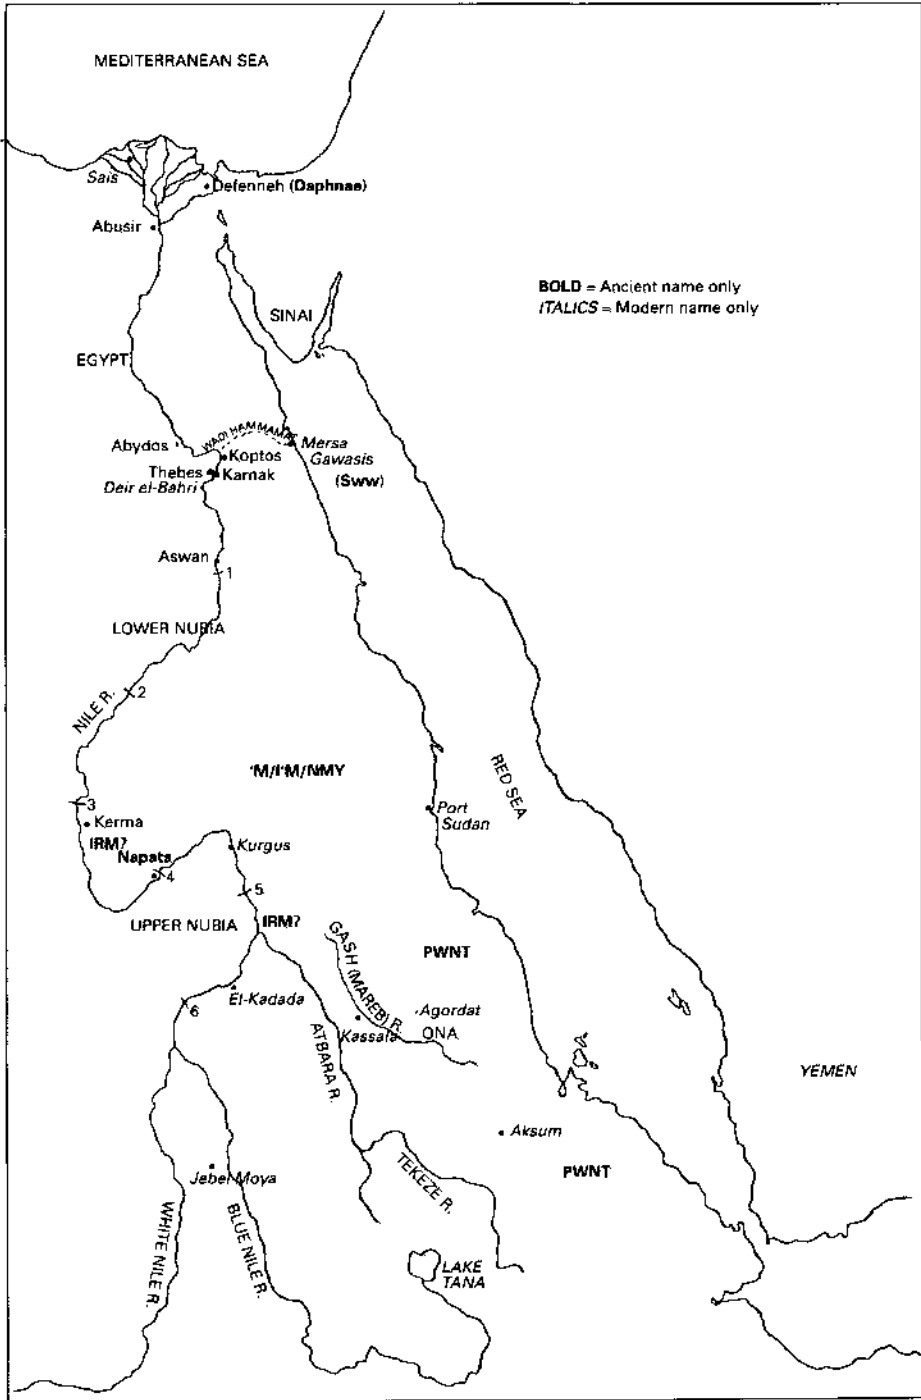 MEDITERRANEAN SEA
Sais
Defenneh (Daphnae)
Abusir
BOLD = Ancient name only
ITALICS = Modern name only
SINAI
EGYPT
WADI HAMMAMAT
Abydos
Koptos
Mersa
Gawasis
(Sww)
Thebes
Karnak
Deir el-Bahri
Aswan
1
LOWER NUBIA
NILE R.
2
'M/I'M/NMY
RED SEA
3
Kerma
IRM?
Port
Sudan
Napata
4
Kurgus
5
UPPER NUBIA
IRM?
GASH (MAREB) R.
PWNT
El-Kadada
6
Agordat
ONA
Kassala
ATBARA R.
YEMEN
Aksum
PWNT
Jebel Moya
TEKEZE R.
WHITE NILE R.
BLUE NILE R.
LAKE
TANA